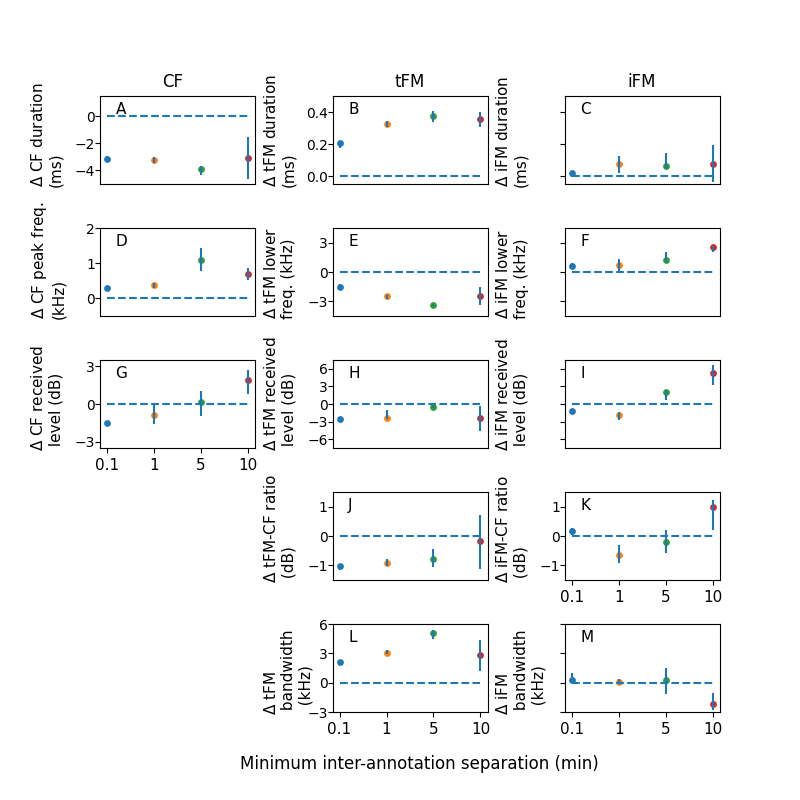 CF tFM iFM
Δ CF duration
(ms)
A
0
−2
−4
Δ tFM duration
(ms)
B
0.4
0.2
0.0
Δ iFM duration
(ms)
C
Δ CF peak freq.
(kHz)
D
2
1
0
Δ tFM lower
freq. (kHz)
E
3
0
−3
Δ iFM lower
freq. (kHz)
F
Δ CF received
level (dB)
G
3
0
−3
0.1 1 5 10
Δ tFM received
level (dB)
H
6
3
0
−3
−6
Δ iFM received
level (dB)
I
Δ tFM-CF ratio
(dB)
J
1
0
−1
Δ iFM-CF ratio
(dB)
K
1
0
−1
0.1 1 5 10
Δ tFM
bandwidth
(kHz)
L
6
3
0
−3
0.1 1 5 10
Δ iFM
bandwidth
(kHz)
M
0.1 1 5 10
Minimum inter-annotation separation (min)